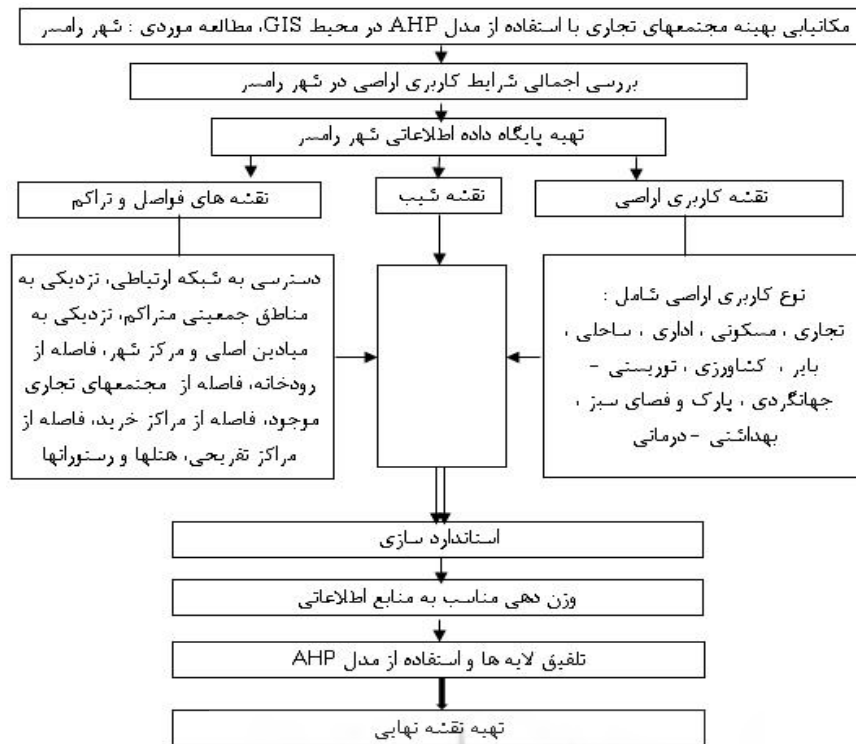 مکانیابی بهینه مجتمعهای تجاری با استفاده از مدل AHP در محیط GIS، مطالعه موردی : شهر رامسر
بررسی اجمالی شرایط کاربری اراضی در شهر رامسر
تهیه پایگاه داده اطلاعاتی شهر رامسر
نقشه کاربری اراضی
نقشه شیب
نقشه های فواصل و تراکم
نوع کاربری اراضی شامل :
تجاری ، مسکونی ، اداری ، ساحلی ،
بایر ، کشاورزی ، توریستی -
جهانگردی ، پارک و فضای سبز ،
بهداشتی -درمانی
دسترسی به شبکه ارتباطی، نزدیکی به
مناطق جمعیتی متراکم، نزدیکی به
میادین اصلی و مرکز شهر، فاصله از
رودخانه، فاصله از مجتمعهای تجاری
موجود، فاصله از مراکز خرید، فاصله از
مراکز تفریحی، هتلها و رستورانها
استاندارد سازی
وزن دهی مناسب به منابع اطلاعاتی
تلفیق لایه ها و استفاده از مدل AHP
تهیه نقشه نهایی